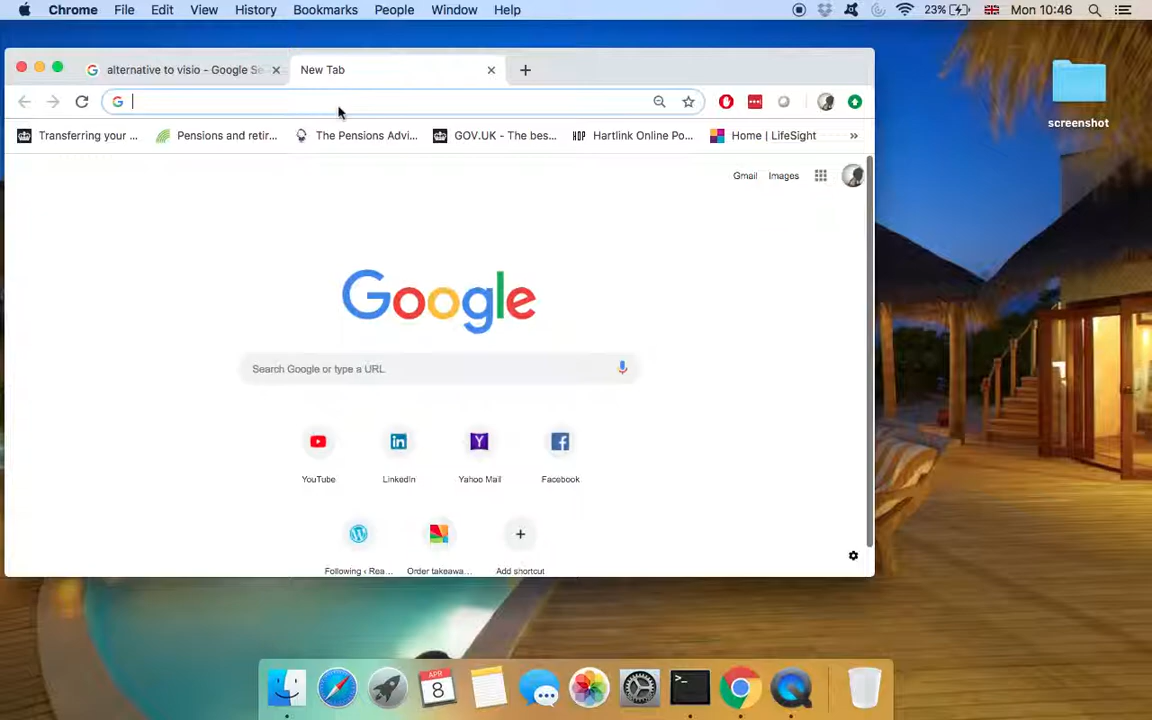 Chrome File Edit View History Bookmarks People Window Help 23% Mon 10:46
alternative to visio - Google Se
New Tab
Transferring your ... Pensions and retir... The Pensions Advi... GOV.UK - The bes... HOP Hartlink Online Po... Home | LifeSight »
screenshot
Gmail Images
Google
Search Google or type a URL
YouTube LinkedIn Yahoo Mail Facebook
Following ‹ Rea... Order takeawa... Add shortcut
APR
8